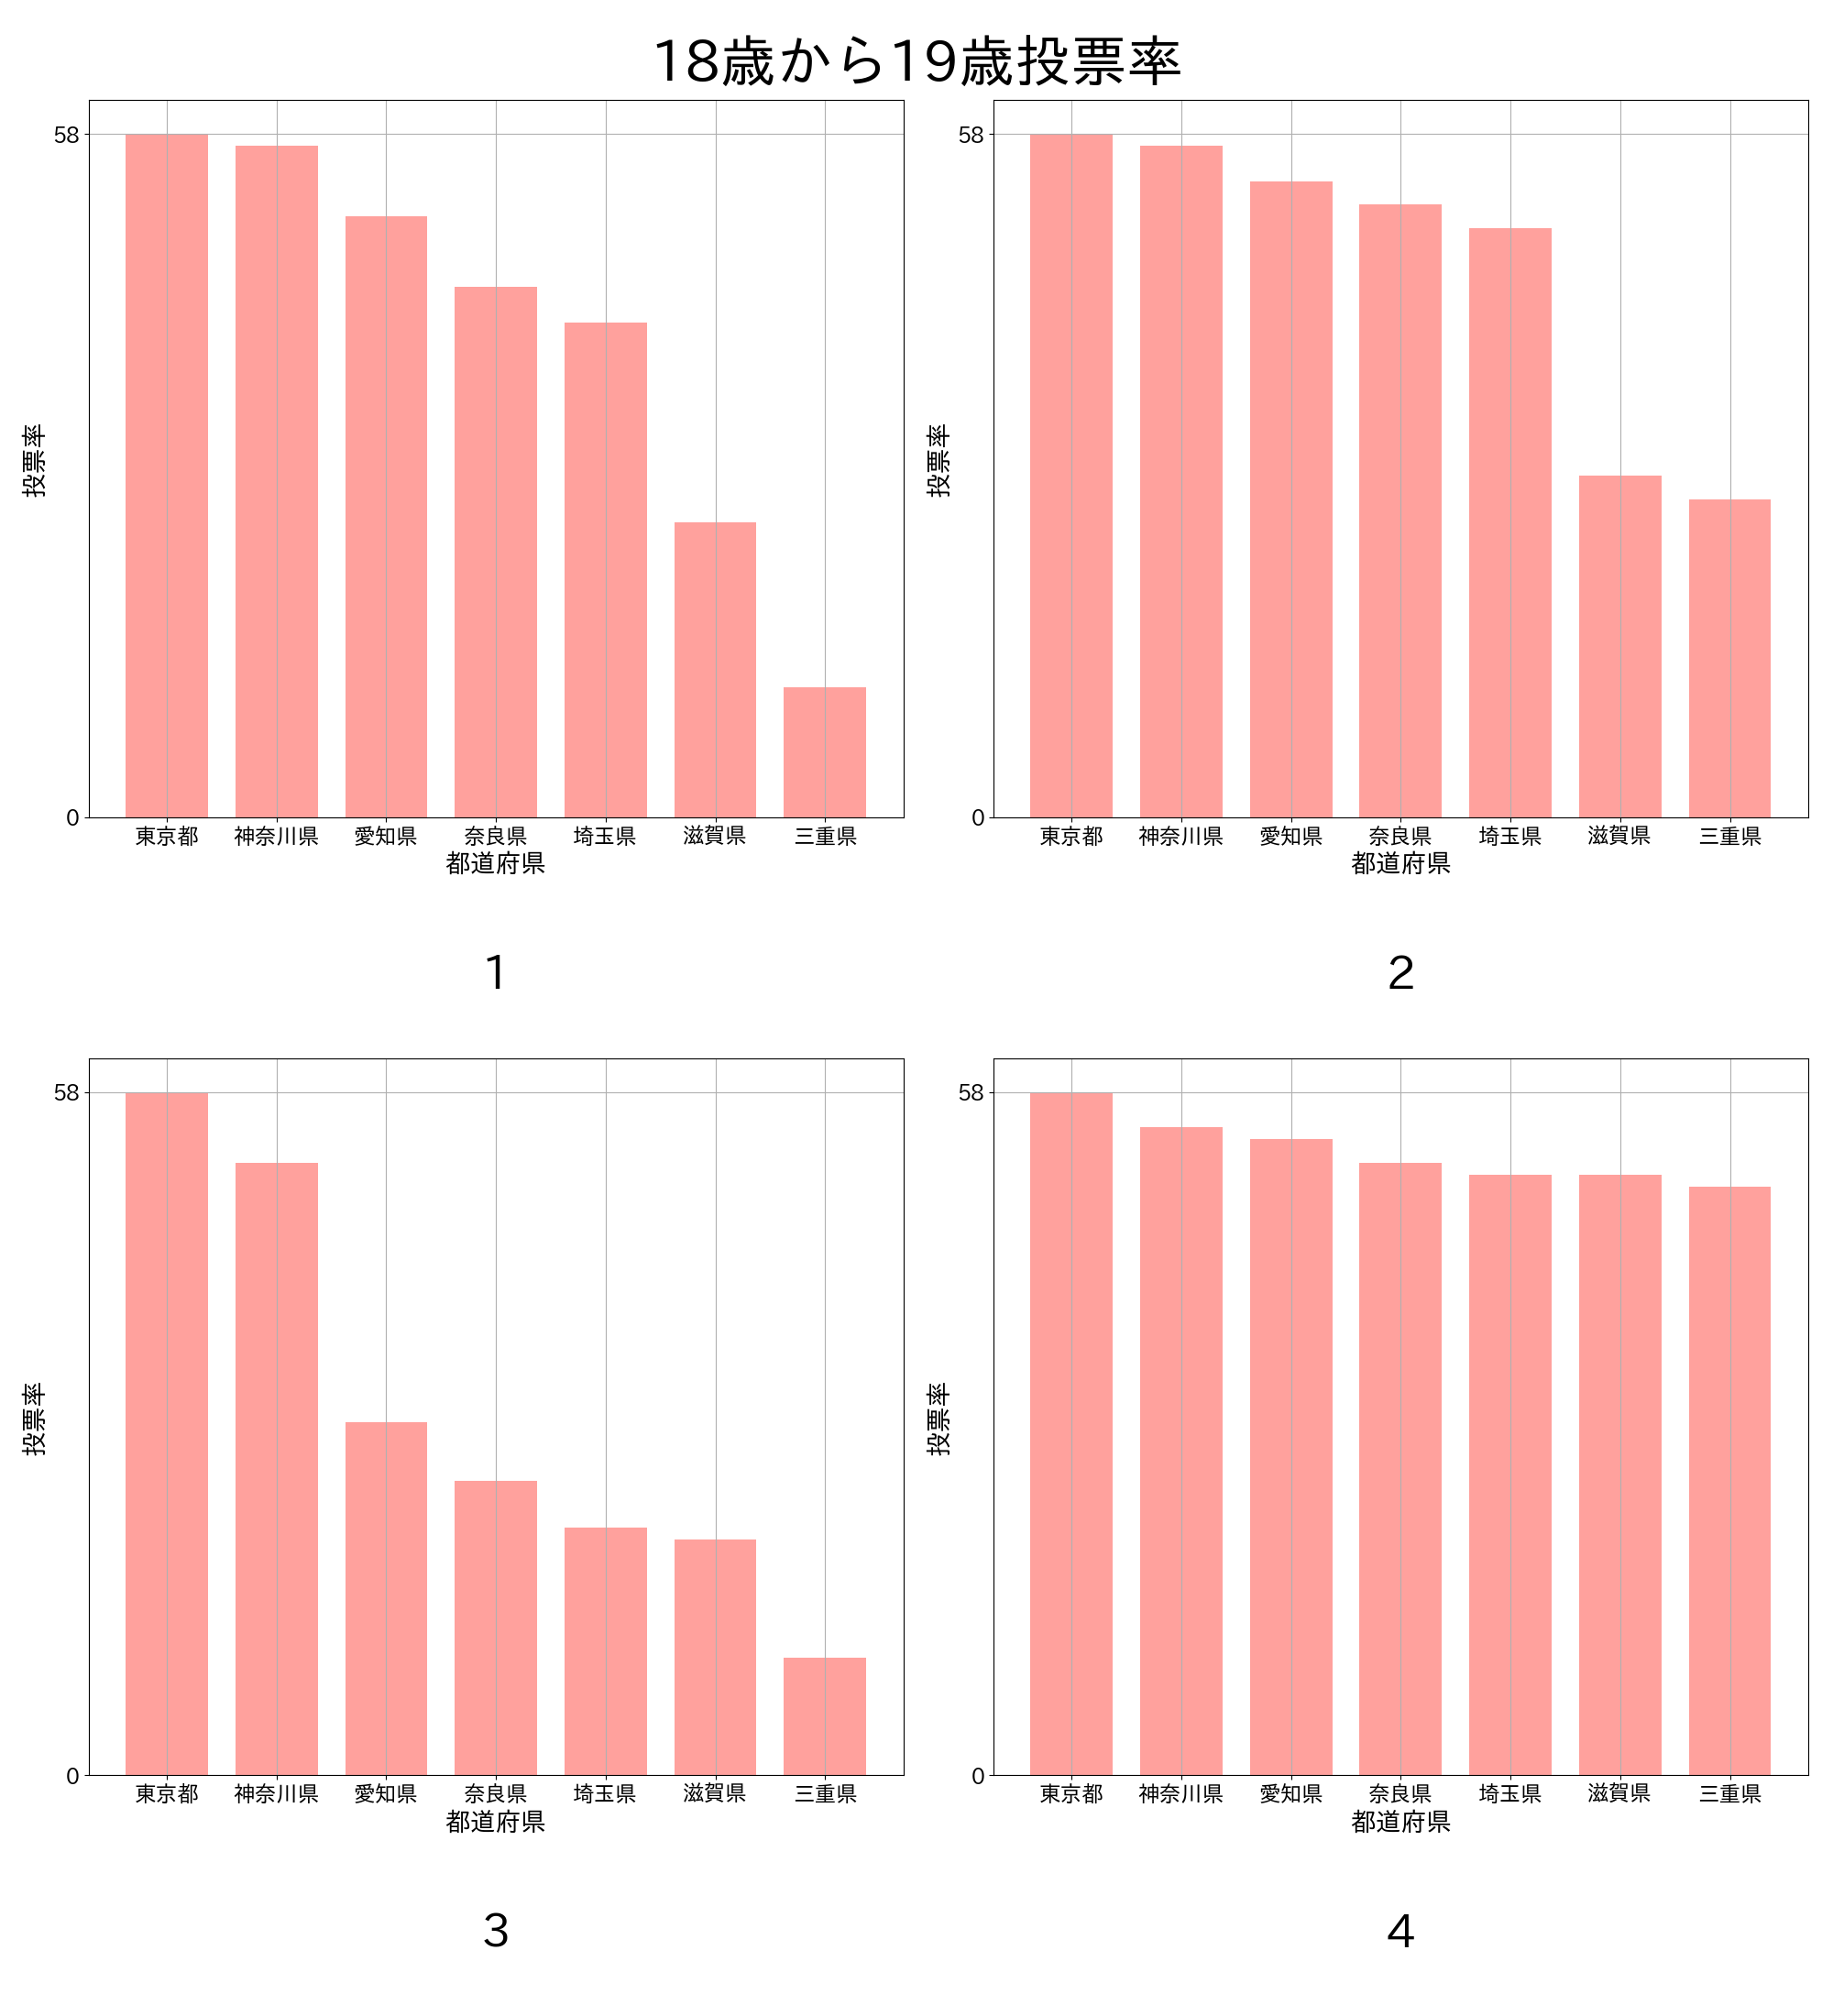 18歳から19歳投票率
58
0
投票率
東京都 神奈川県 愛知県 奈良県 埼玉県 滋賀県 三重県
都道府県
1
58
0
投票率
東京都 神奈川県 愛知県 奈良県 埼玉県 滋賀県 三重県
都道府県
2
58
0
投票率
東京都 神奈川県 愛知県 奈良県 埼玉県 滋賀県 三重県
都道府県
3
58
0
投票率
東京都 神奈川県 愛知県 奈良県 埼玉県 滋賀県 三重県
都道府県
4